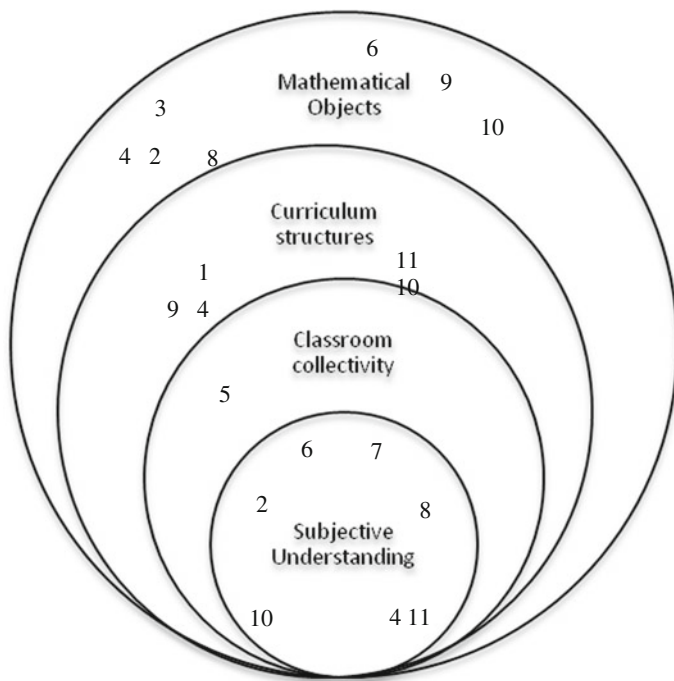 6
Mathematical
Objects
9
3
10
4 2 8
Curriculum
structures
11
1
10
9 4
Classroom
collectivity
5
6 7
2 8
Subjective
Understanding
10 4 11